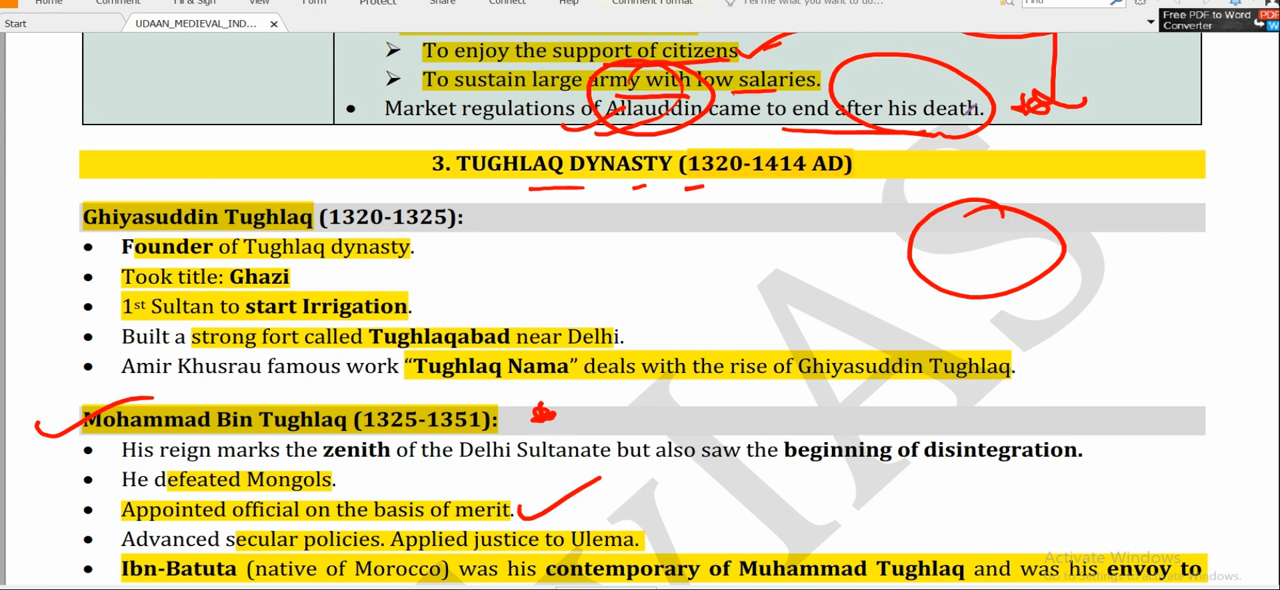 Home Comment Fill & Sign View Form Protect Share Connect Help Comment Format Tell me what you want to do... Find
Start UDAAN_MEDIEVAL_IND... × Free PDF to Word Converter
➢ To enjoy the support of citizens
➢ To sustain large army with low salaries.
• Market regulations of Allauddin came to end after his death.
3. TUGHLAQ DYNASTY (1320-1414 AD)
Ghiyasuddin Tughlaq (1320-1325):
• Founder of Tughlaq dynasty.
• Took title: Ghazi
• 1st Sultan to start Irrigation.
• Built a strong fort called Tughlaqabad near Delhi.
• Amir Khusrau famous work “Tughlaq Nama” deals with the rise of Ghiyasuddin Tughlaq.
Mohammad Bin Tughlaq (1325-1351):
• His reign marks the zenith of the Delhi Sultanate but also saw the beginning of disintegration.
• He defeated Mongols.
• Appointed official on the basis of merit.
• Advanced secular policies. Applied justice to Ulema.
• Ibn-Batuta (native of Morocco) was his contemporary of Muhammad Tughlaq and was his envoy to
Activate Windows
Go to Settings to activate Windows.
IAS